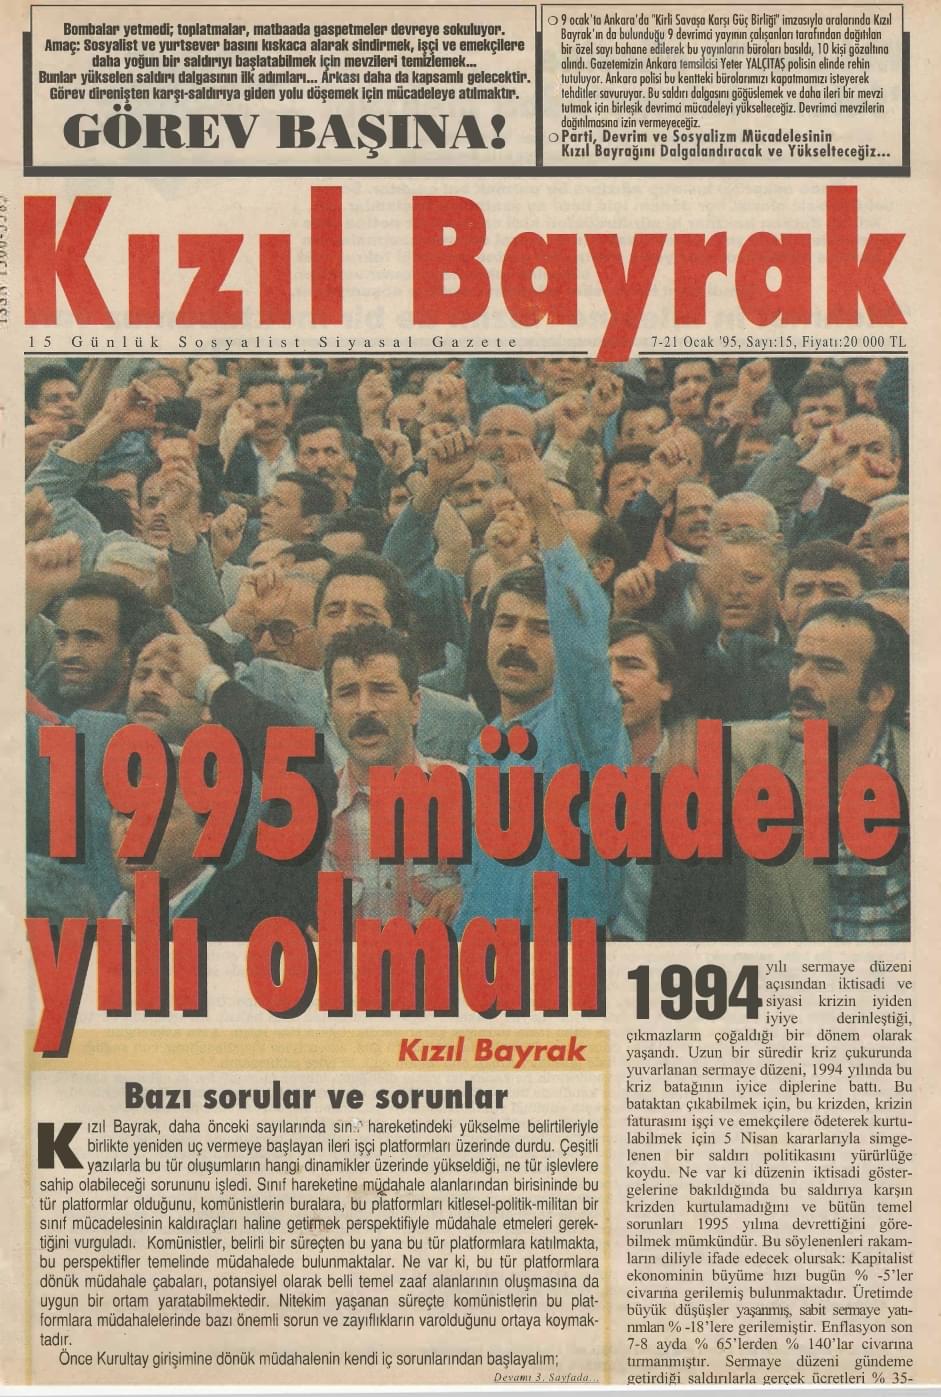 Bombalar yetmedi; toplatmalar, matbaada gaspetmeler devreye sokuluyor.
Amaç: Sosyalist ve yurtsever basını kıskaca alarak sindirmek, işçi ve emekçilere
daha yoğun bir saldırıyı başlatabilmek için mevzileri temizlemek...
Bunlar yükselen saldırı dalgasının ilk adımları... Arkası daha da kapsamlı gelecektir.
Görev direnişten karşı-saldırıya giden yolu döşemek için mücadeleye atılmaktır.
GÖREV BAŞINA!
9 ocak'ta Ankara'da "Kirli Savaşa Karşı Güç Birliği" imzasıyla aralarında Kızıl
Bayrak'ın da bulunduğu 9 devrimci yayının çalışanları tarafından dağıtılan
bir özel sayı bahane edilerek bu yayınların büroları basıldı, 10 kişi gözaltına
alındı. Gazetemizin Ankara temsilcisi Yeter YALÇITAŞ polisin elinde rehin
tutuluyor. Ankara polisi bu kentteki bürolarımızı kapatmamızı isteyerek
tehditler savuruyor. Bu saldırı dalgasını göğüslemek ve daha ileri bir mevzi
tutmak için birleşik devrimci mücadeleyi yükselteceğiz. Devrimci mevzilerin
dağıtılmasına izin vermeyeceğiz.
Parti, Devrim ve Sosyalizm Mücadelesinin
Kızıl Bayrağını Dalgalandıracak ve Yükselteceğiz...
Kızıl Bayrak
15 Günlük Sosyalist Siyasal Gazete
7-21 Ocak '95, Sayı:15, Fiyatı:20 000 TL
1995 mücadele
yılı olmalı
Kızıl Bayrak
Bazı sorular ve sorunlar
Kızıl Bayrak, daha önceki sayılarında sınıf hareketindeki yükselme belirtileriyle
birlikte yeniden uç vermeye başlayan ileri işçi platformları üzerinde durdu. Çeşitli
yazılarla bu tür oluşumların hangi dinamikler üzerinde yükseldiği, ne tür işlevlere
sahip olabileceği sorununu işledi. Sınıf hareketine müdahale alanlarından birisininde bu
tür platformlar olduğunu, komünistlerin buralara, bu platformları kitlesel-politik-militan bir
sınıf mücadelesinin kaldıraçları haline getirmek perspektifiyle müdahale etmeleri gerek-
tiğini vurguladı. Komünistler, belirli bir süreçten bu yana bu tür platformlara katılmakta,
bu perspektifler temelinde müdahalede bulunmaktalar. Ne var ki, bu tür platformlara
dönük müdahale çabaları, potansiyel olarak belli temel zaaf alanlarının oluşmasına da
uygun bir ortam yaratabilmektedir. Nitekim yaşanan süreçte komünistlerin bu plat-
formlara müdahalelerinde bazı önemli sorun ve zayıflıkların varolduğunu ortaya koymak-
tadır.
Önce Kurultay girişimine dönük müdahalenin kendi iç sorunlarından başlayalım;
Devamı 3. Sayfada...
1994 yılı sermaye düzeni
açısından iktisadi ve
siyasi krizin iyiden
iyiye derinleştiği,
çıkmazların çoğaldığı bir dönem olarak
yaşandı. Uzun bir süredir kriz çukurunda
yuvarlanan sermaye düzeni, 1994 yılında bu
kriz batağının iyice diplerine battı. Bu
bataktan çıkabilmek için, bu krizden, krizin
faturasını işçi ve emekçilere ödeterek kurtu-
labilmek için 5 Nisan kararlarıyla simge-
lenen bir saldırı politikasını yürürlüğe
koydu. Ne var ki düzenin iktisadi göster-
gelerine bakıldığında bu saldırıya karşın
krizden kurtulamadığını ve bütün temel
sorunları 1995 yılına devrettiğini göre-
bilmek mümkündür. Bu söylenenleri rakam-
ların diliyle ifade edecek olursak: Kapitalist
ekonominin büyüme hızı bugün % -5'ler
civarına gerilemiş bulunmaktadır. Üretimde
büyük düşüşler yaşanmış, sabit sermaye yatı-
rımları % -18'lere gerilemiştir. Enflasyon son
7-8 ayda % 65'lerden % 140'lar civarına
tırmanmıştır. Sermaye düzeni gündeme
getirdiği saldırılarla gerçek ücretleri % 35-